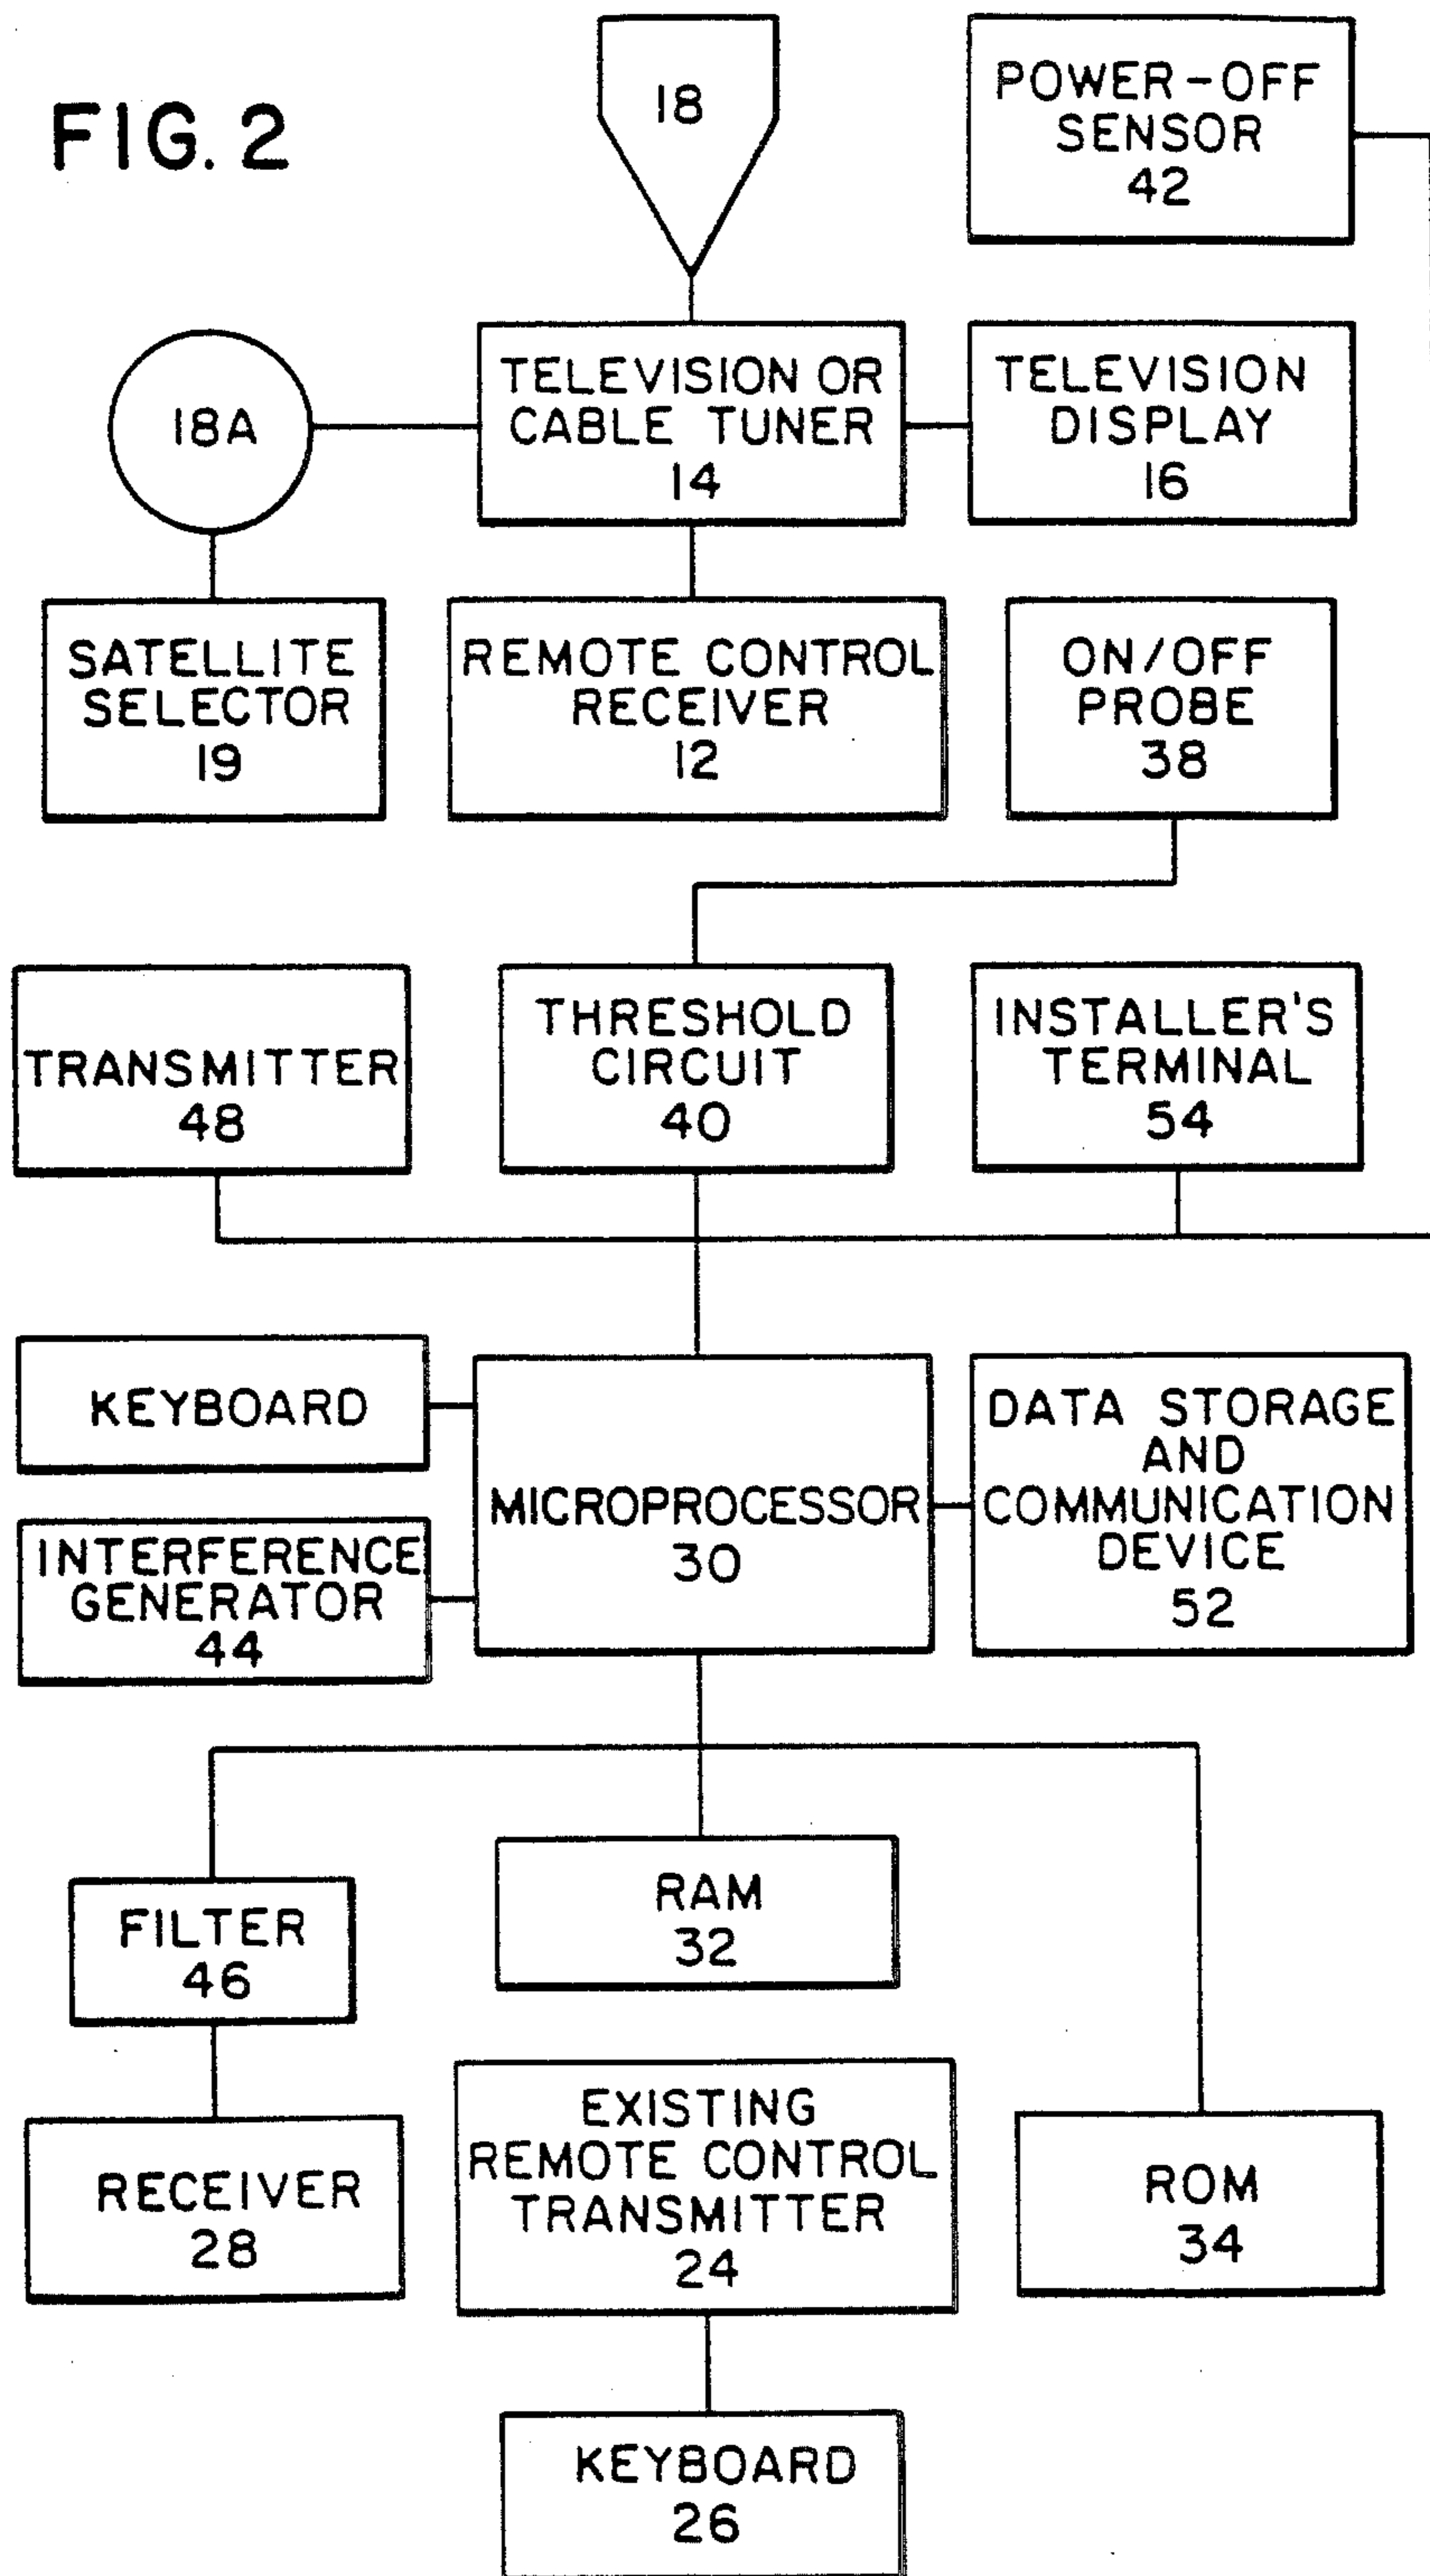 FIG. 2
18
POWER-OFF
SENSOR
42
18A
TELEVISION OR
CABLE TUNER
14
TELEVISION
DISPLAY
16
SATELLITE
SELECTOR
19
REMOTE CONTROL
RECEIVER
12
ON/OFF
PROBE
38
TRANSMITTER
48
THRESHOLD
CIRCUIT
40
INSTALLER'S
TERMINAL
54
KEYBOARD
INTERFERENCE
GENERATOR
44
MICROPROCESSOR
30
DATA STORAGE
AND
COMMUNICATION
DEVICE
52
FILTER
46
RAM
32
RECEIVER
28
EXISTING
REMOTE CONTROL
TRANSMITTER
24
ROM
34
KEYBOARD
26